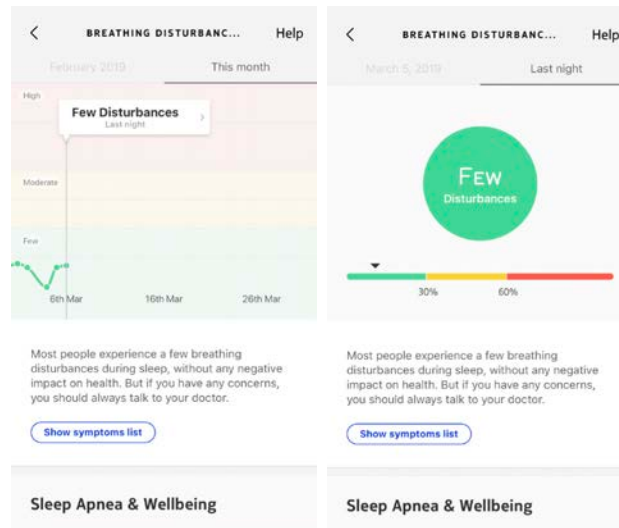 BREATHING DISTURBANC...
Help
February 2019
This month
High
Few Disturbances
Last night
Moderate
Few
6th Mar
16th Mar
26th Mar
Most people experience a few breathing
disturbances during sleep, without any negative
impact on health. But if you have any concerns,
you should always talk to your doctor.
Show symptoms list
Sleep Apnea & Wellbeing
BREATHING DISTURBANC...
Help
March 5, 2019
Last night
FEW
Disturbances
30%
60%
Most people experience a few breathing
disturbances during sleep, without any negative
impact on health. But if you have any concerns,
you should always talk to your doctor.
Show symptoms list
Sleep Apnea & Wellbeing